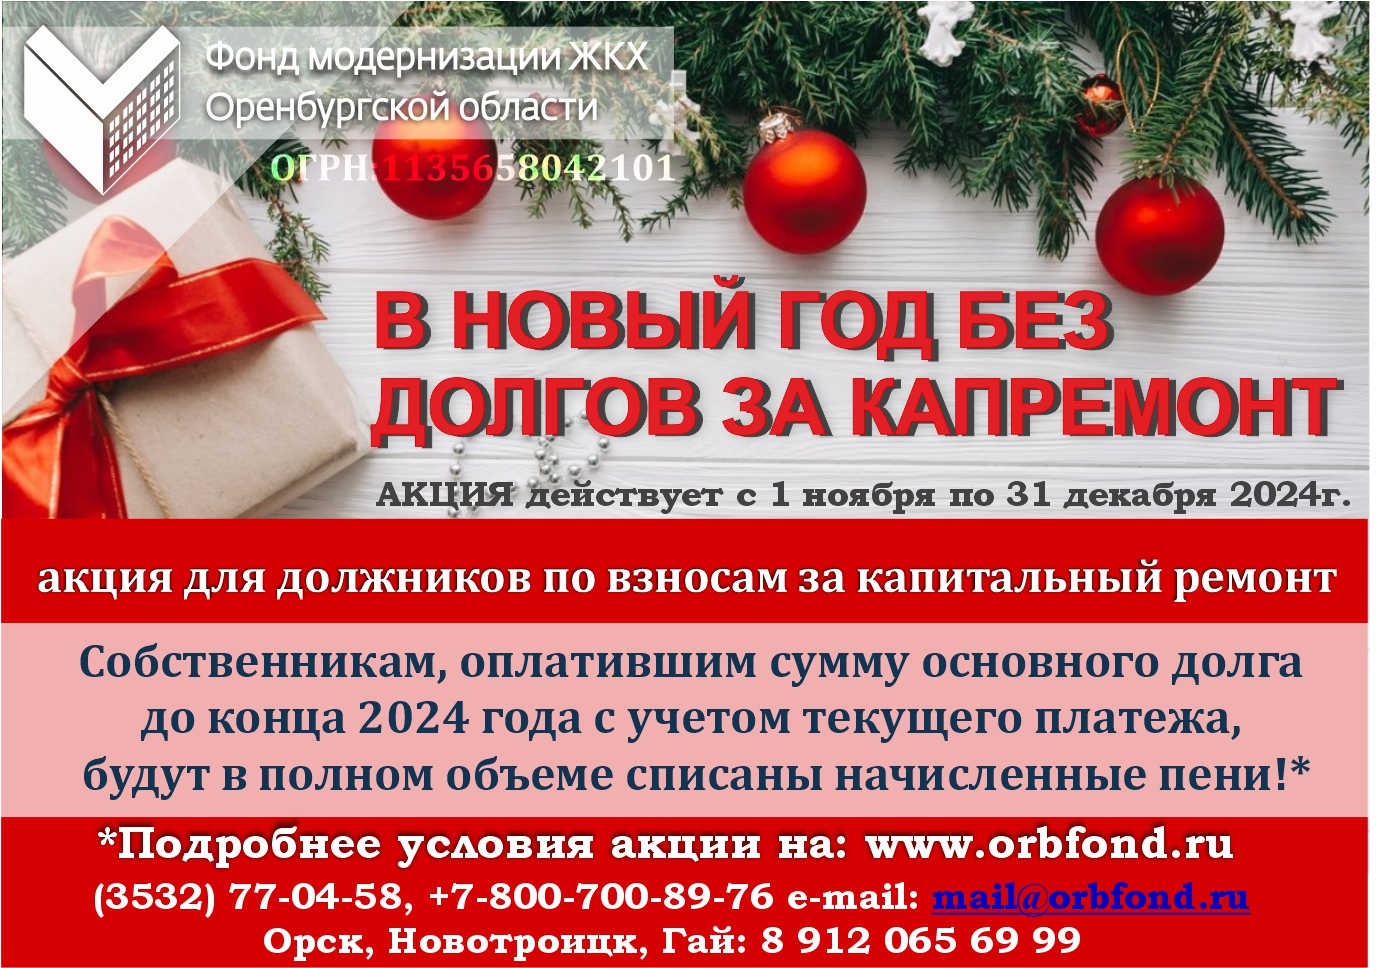 Фонд модернизации ЖКХ
Оренбургской области
ОГРН:1135658042101
В НОВЫЙ ГОД БЕЗ
ДОЛГОВ ЗА КАПРЕМОНТ
АКЦИЯ действует с 1 ноября по 31 декабря 2024г.
акция для должников по взносам за капитальный ремонт
Собственникам, оплатившим сумму основного долга
до конца 2024 года с учетом текущего платежа,
будут в полном объеме списаны начисленные пени!*
*Подробнее условия акции на: www.orbfond.ru
(3532) 77-04-58, +7-800-700-89-76 e-mail: mail@orbfond.ru
Орск, Новотроицк, Гай: 8 912 065 69 99